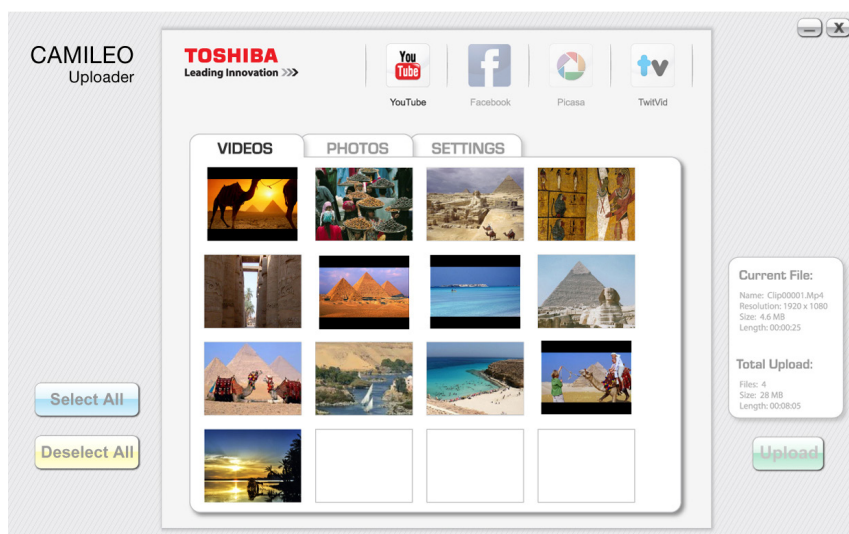 CAMILEO
Uploader
TOSHIBA
Leading Innovation >>>
You
Tube
YouTube
f
Facebook
Picasa
tv
TwitVid
X
VIDEOS
PHOTOS
SETTINGS
Current File:
Name: Clip00001.Mp4
Resolution: 1920 x 1080
Size: 4.6 MB
Length: 00:00:25
Total Upload:
Files: 4
Size: 28 MB
Length: 00:08:05
Select All
Deselect All
Upload